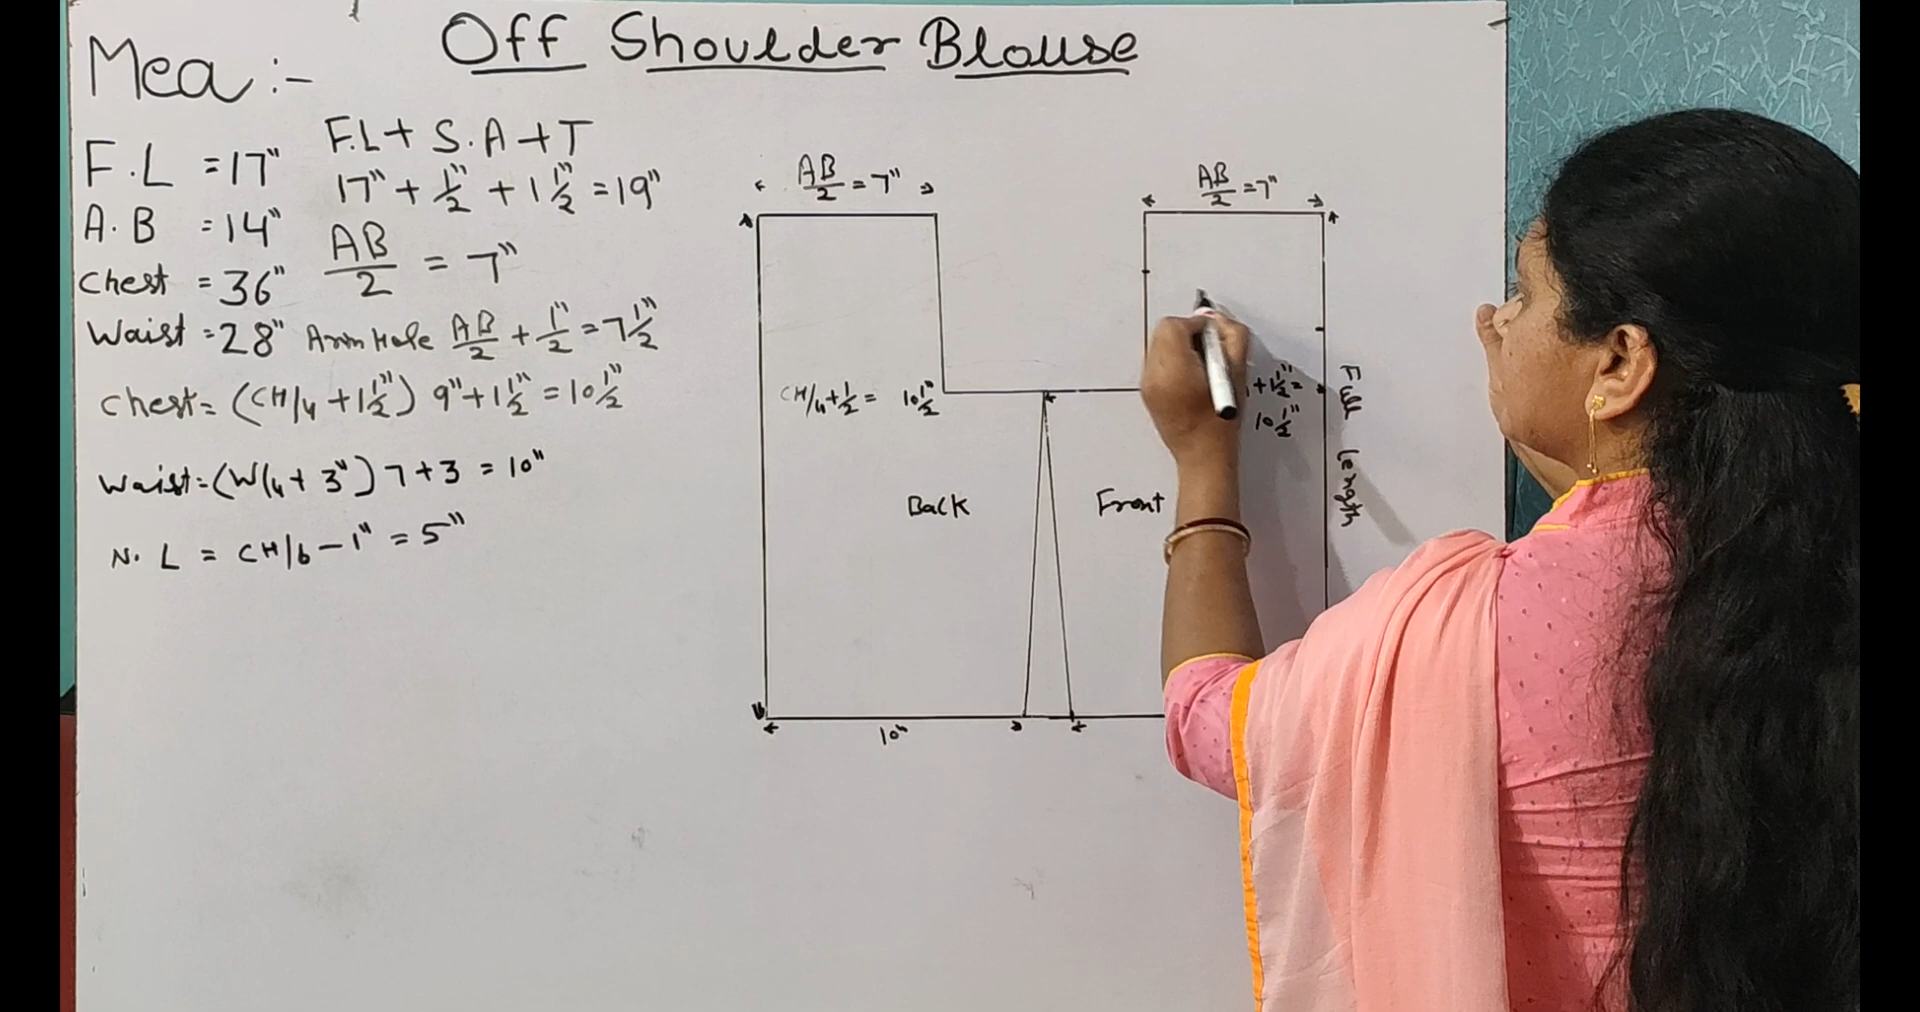 Off Shoulder Blouse
Mea :-
F.L = 17"
A.B = 14"
Chest = 36"
Waist = 28"
F.L + S.A + T
17" + 1/2" + 1 1/2" = 19"
AB/2 = 7"
Arm Hole AB/2 + 1/2" = 7 1/2"
Chest = (CH/4 + 1 1/2") 9" + 1 1/2" = 10 1/2"
Waist = (W/4 + 3") 7 + 3 = 10"
N. L = CH/6 - 1" = 5"
AB/2 = 7"
AB/2 = 7"
CH/4 + 1/2 = 10 1/2"
+ 1 1/2" =
10 1/2"
Full length
Back
Front
10"